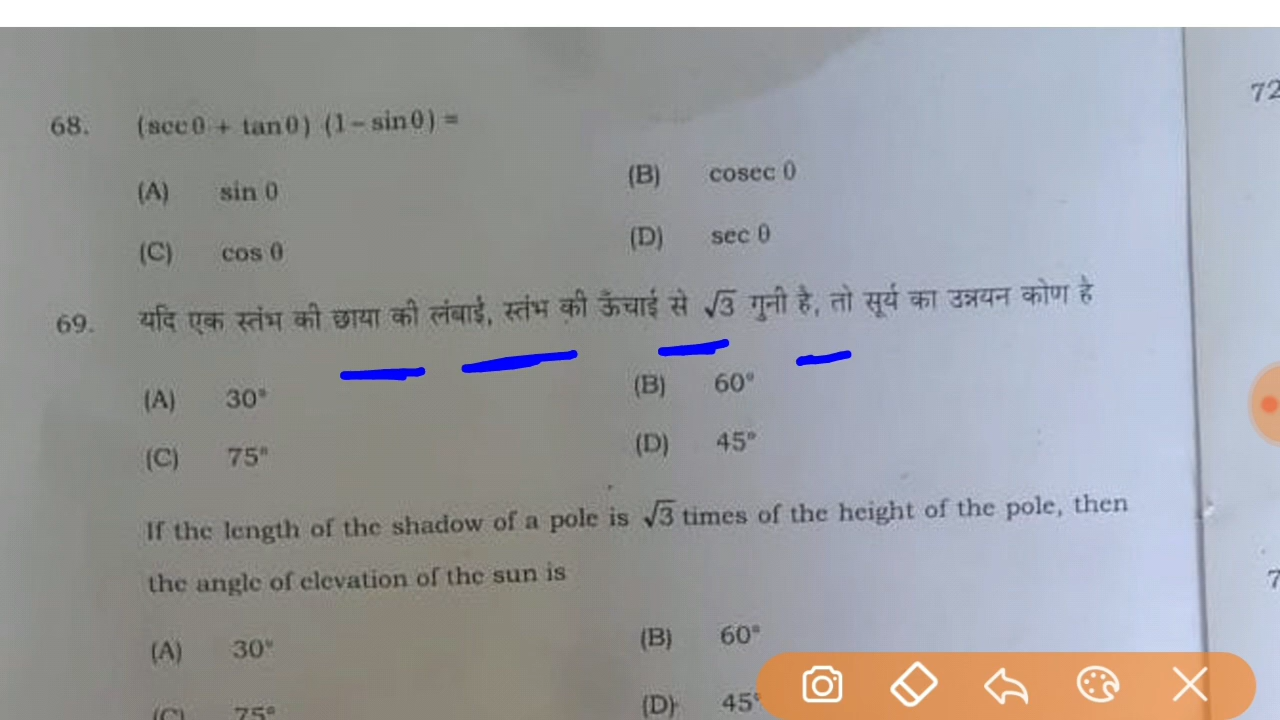 72
68. (sec θ + tan θ) (1 – sin θ) =
(A) sin θ (B) cosec θ
(C) cos θ (D) sec θ
69. यदि एक स्तंभ की छाया की लंबाई, स्तंभ की ऊँचाई से √3 गुनी है, तो सूर्य का उन्नयन कोण है
(A) 30° (B) 60°
(C) 75° (D) 45°
If the length of the shadow of a pole is √3 times of the height of the pole, then
the angle of elevation of the sun is
7
(A) 30° (B) 60°
(C) 75° (D) 45°